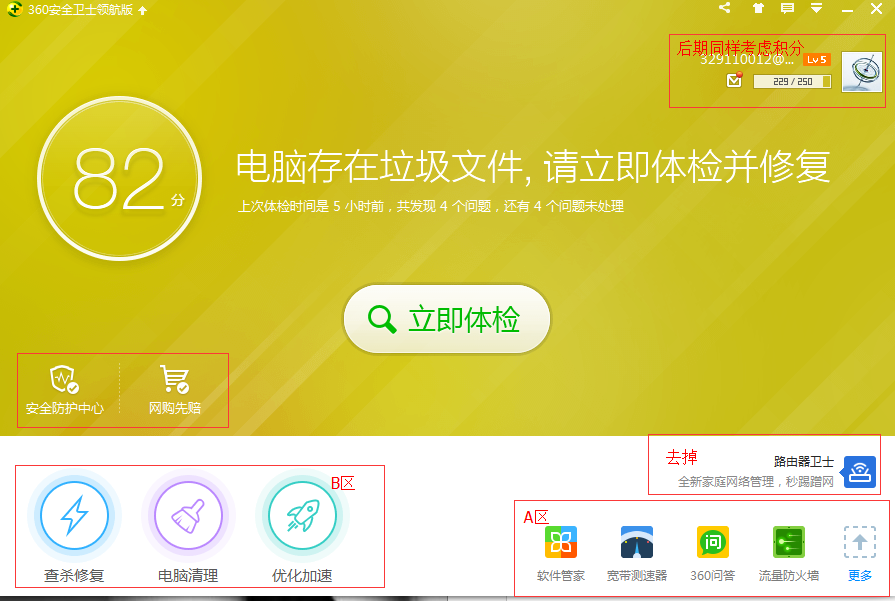 360安全卫士领航版
后期同样考虑积分
329110012@...
Lv 5
229 / 250
82分
电脑存在垃圾文件, 请立即体检并修复
上次体检时间是 5 小时前，共发现 4 个问题，还有 4 个问题未处理
立即体检
安全防护中心
网购先赔
去掉
路由器卫士
全新家庭网络管理，秒踢蹭网
B区
查杀修复
电脑清理
优化加速
A区
问
软件管家
宽带测速器
360问答
流量防火墙
更多